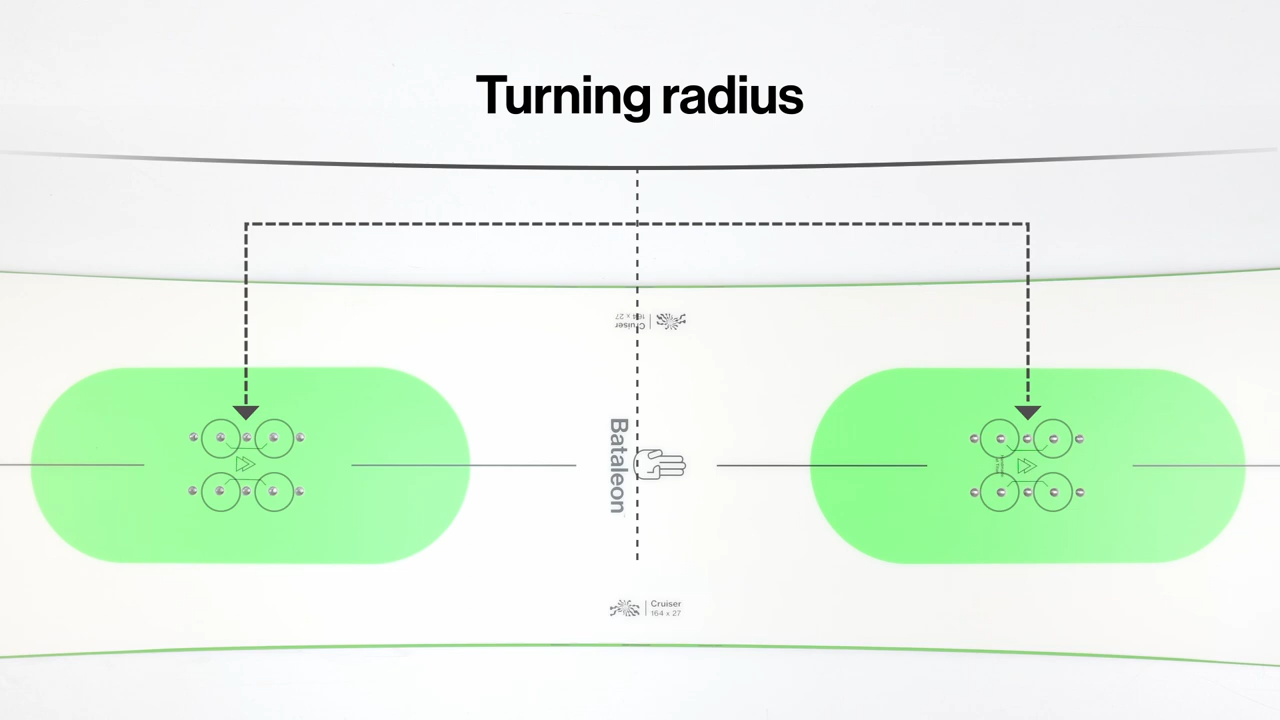 Turning radius
Cruiser
164 x 27
Bataleon
Cruiser
164 x 27